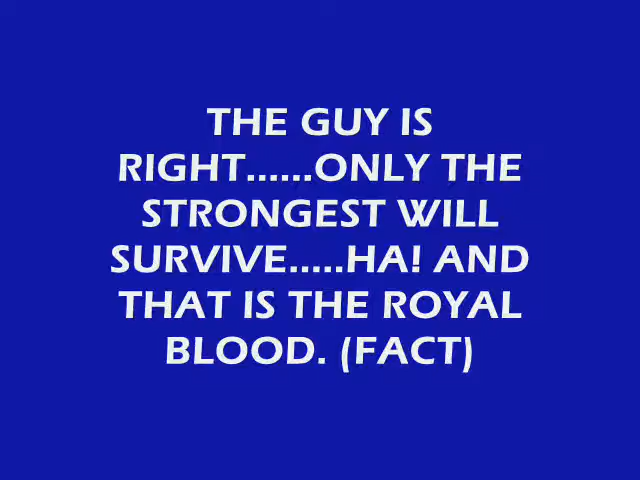 THE GUY IS
RIGHT......ONLY THE
STRONGEST WILL
SURVIVE.....HA! AND
THAT IS THE ROYAL
BLOOD. (FACT)